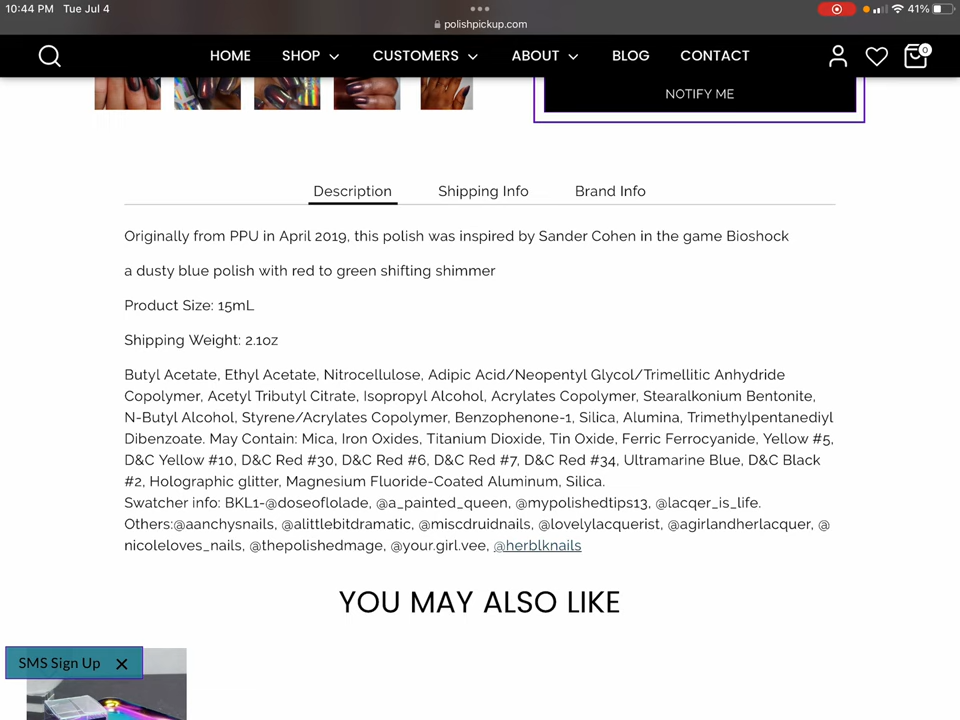 10:44 PM Tue Jul 4
41%
polishpickup.com
HOME SHOP CUSTOMERS ABOUT BLOG CONTACT
0
NOTIFY ME
Description Shipping Info Brand Info
Originally from PPU in April 2019, this polish was inspired by Sander Cohen in the game Bioshock
a dusty blue polish with red to green shifting shimmer
Product Size: 15mL
Shipping Weight: 2.1oz
Butyl Acetate, Ethyl Acetate, Nitrocellulose, Adipic Acid/Neopentyl Glycol/Trimellitic Anhydride
Copolymer, Acetyl Tributyl Citrate, Isopropyl Alcohol, Acrylates Copolymer, Stearalkonium Bentonite,
N-Butyl Alcohol, Styrene/Acrylates Copolymer, Benzophenone-1, Silica, Alumina, Trimethylpentanediyl
Dibenzoate. May Contain: Mica, Iron Oxides, Titanium Dioxide, Tin Oxide, Ferric Ferrocyanide, Yellow #5,
D&C Yellow #10, D&C Red #30, D&C Red #6, D&C Red #7, D&C Red #34, Ultramarine Blue, D&C Black
#2, Holographic glitter, Magnesium Fluoride-Coated Aluminum, Silica.
Swatcher info: BKL1-@doseoflolade, @a_painted_queen, @mypolishedtips13, @lacqer_is_life.
Others:@aanchysnails, @alittlebitdramatic, @miscdruidnails, @lovelylacquerist, @agirlandherlacquer, @
nicoleloves_nails, @thepolishedmage, @your.girl.vee, @herblknails
YOU MAY ALSO LIKE
SMS Sign Up